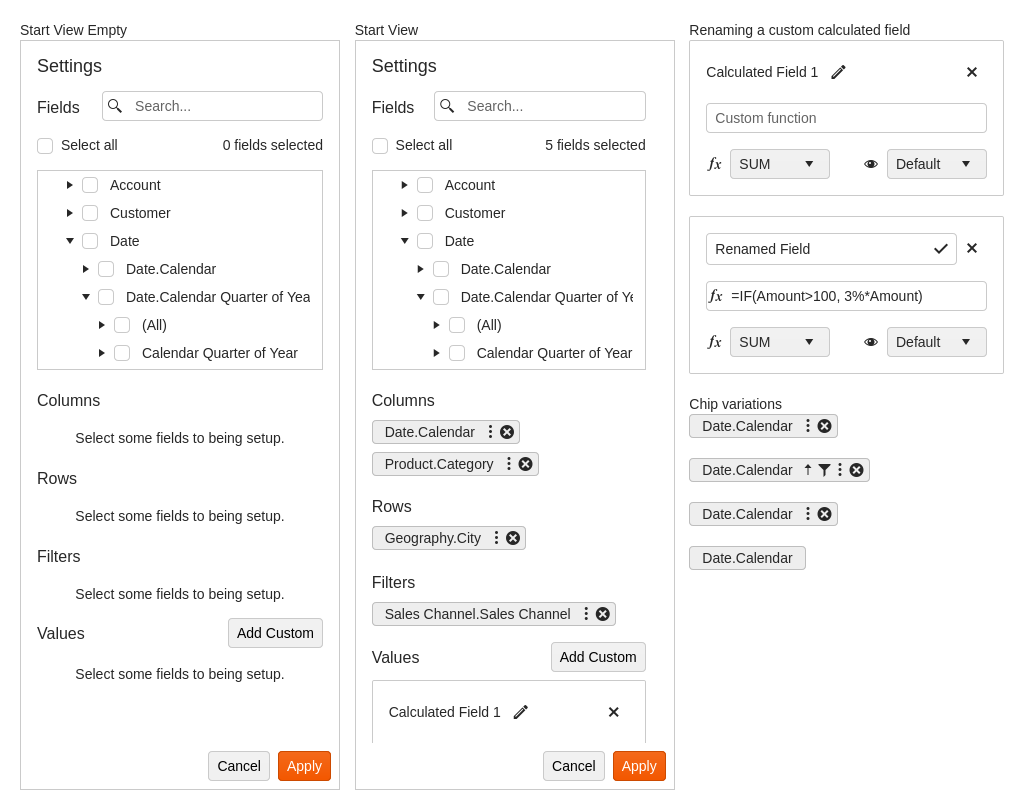 Start View Empty
Settings
Fields
Search...
Select all
0 fields selected
Account
Customer
Date
Date.Calendar
Date.Calendar Quarter of Yea
(All)
Calendar Quarter of Year
Columns
Select some fields to being setup.
Rows
Select some fields to being setup.
Filters
Select some fields to being setup.
Values
Add Custom
Select some fields to being setup.
Cancel
Apply
Start View
Settings
Fields
Search...
Select all
5 fields selected
Account
Customer
Date
Date.Calendar
Date.Calendar Quarter of Ye
(All)
Calendar Quarter of Year
Columns
Date.Calendar
Product.Category
Rows
Geography.City
Filters
Sales Channel.Sales Channel
Values
Add Custom
Calculated Field 1
Cancel
Apply
Renaming a custom calculated field
Calculated Field 1
Custom function
fx SUM
Default
Renamed Field
fx =IF(Amount>100, 3%*Amount)
fx SUM
Default
Chip variations
Date.Calendar
Date.Calendar
Date.Calendar
Date.Calendar